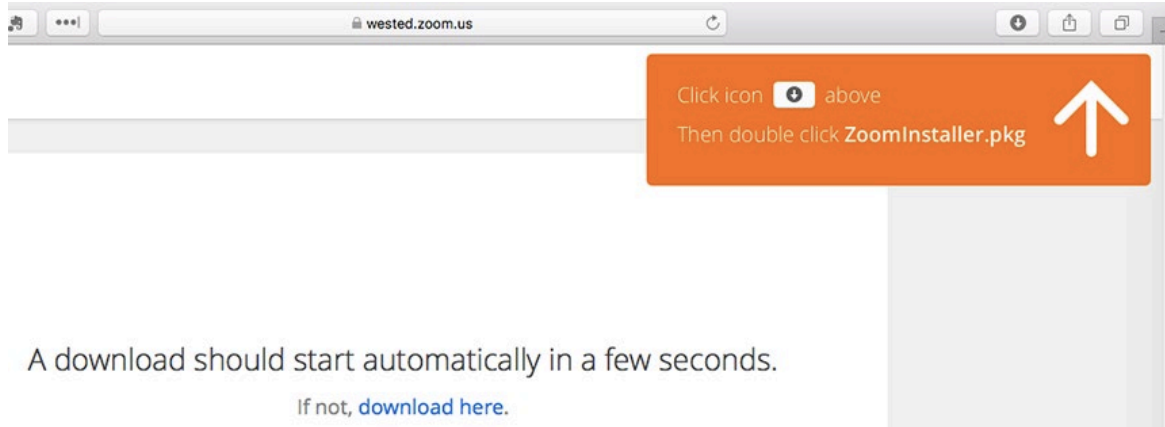 wested.zoom.us
Click icon above
Then double click ZoomInstaller.pkg
A download should start automatically in a few seconds.
If not, download here.